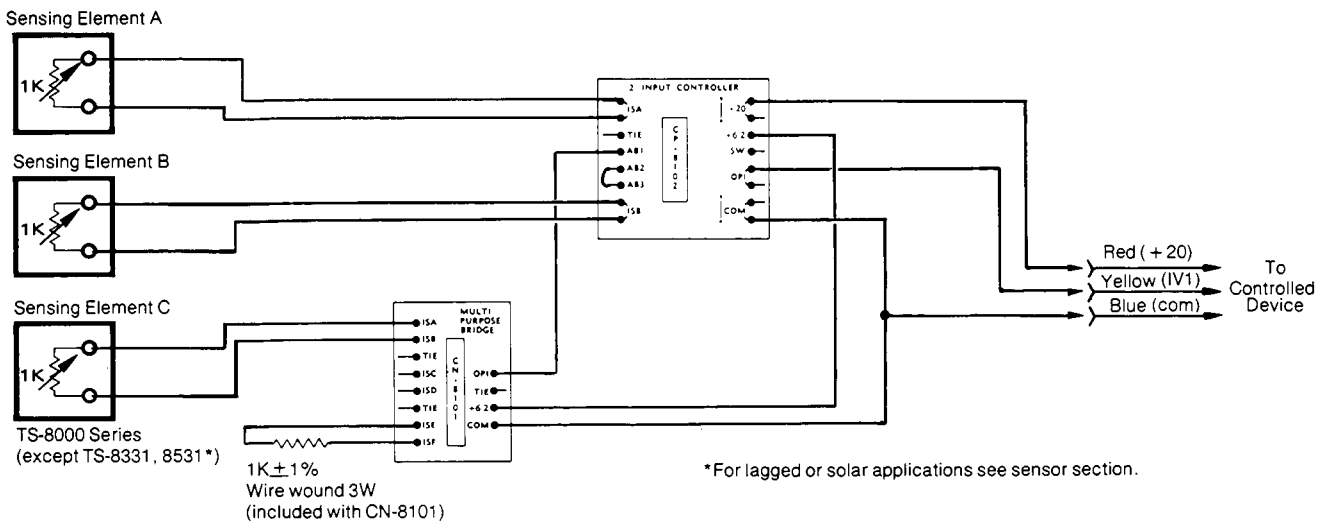 Sensing Element A
1K
Sensing Element B
1K
Sensing Element C
1K
TS-8000 Series
(except TS-8331, 8531*)
2 INPUT CONTROLLER
ISA
TIE
AB1
AB2
AB3
ISB
CP-8102
+20
+6.2
SW
OP1
COM
MULTI
PURPOSE
BRIDGE
ISA
ISB
TIE
ISC
ISD
TIE
ISE
ISF
CN-8101
OP1
TIE
+6.2
COM
1K±1%
Wire wound 3W
(included with CN-8101)
Red (+20)
Yellow (IV1)
Blue (com)
To
Controlled
Device
*For lagged or solar applications see sensor section.